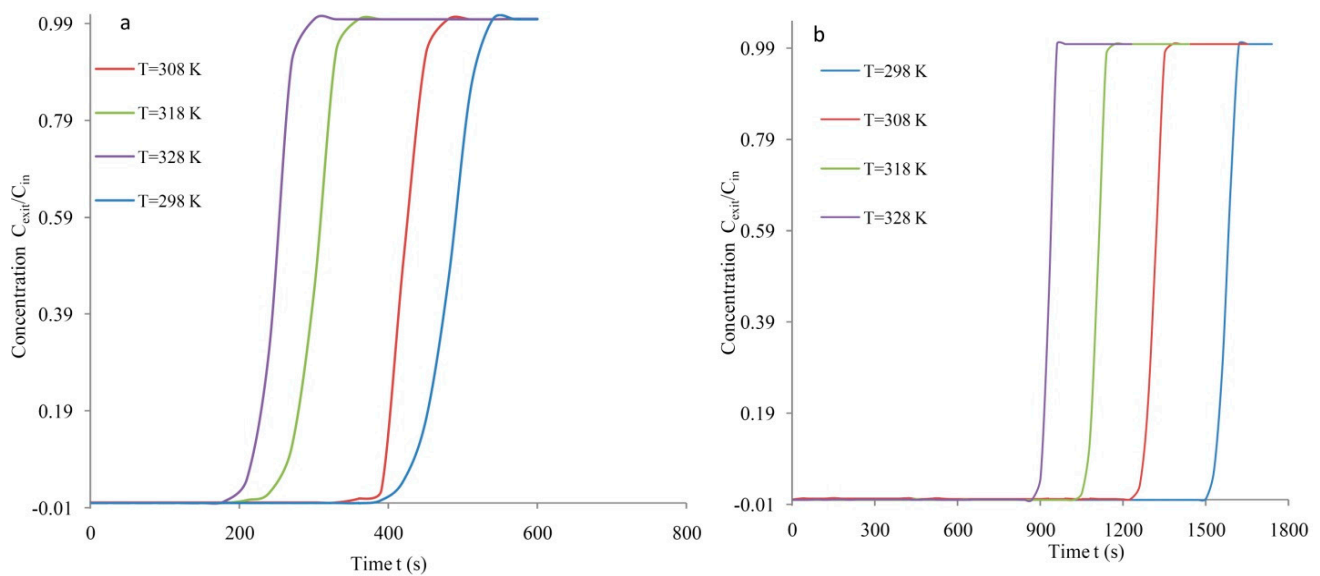 a
0.99
0.79
0.59
0.39
0.19
-0.01
Concentration C_exit/C_in
T=308 K
T=318 K
T=328 K
T=298 K
0 200 400 600 800
Time t (s)
b
0.99
0.79
0.59
0.39
0.19
-0.01
Concentration C_exit/C_in
T=298 K
T=308 K
T=318 K
T=328 K
0 300 600 900 1200 1500 1800
Time t (s)